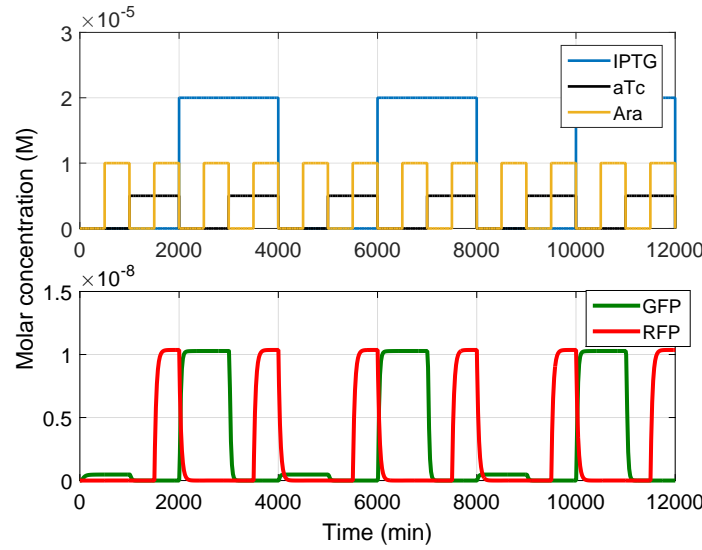 ×10⁻⁵
3
2
1
0
IPTG
aTc
Ara
0 2000 4000 6000 8000 10000 12000
Molar concentration (M)
×10⁻⁸
1.5
1
0.5
0
GFP
RFP
0 2000 4000 6000 8000 10000 12000
Time (min)